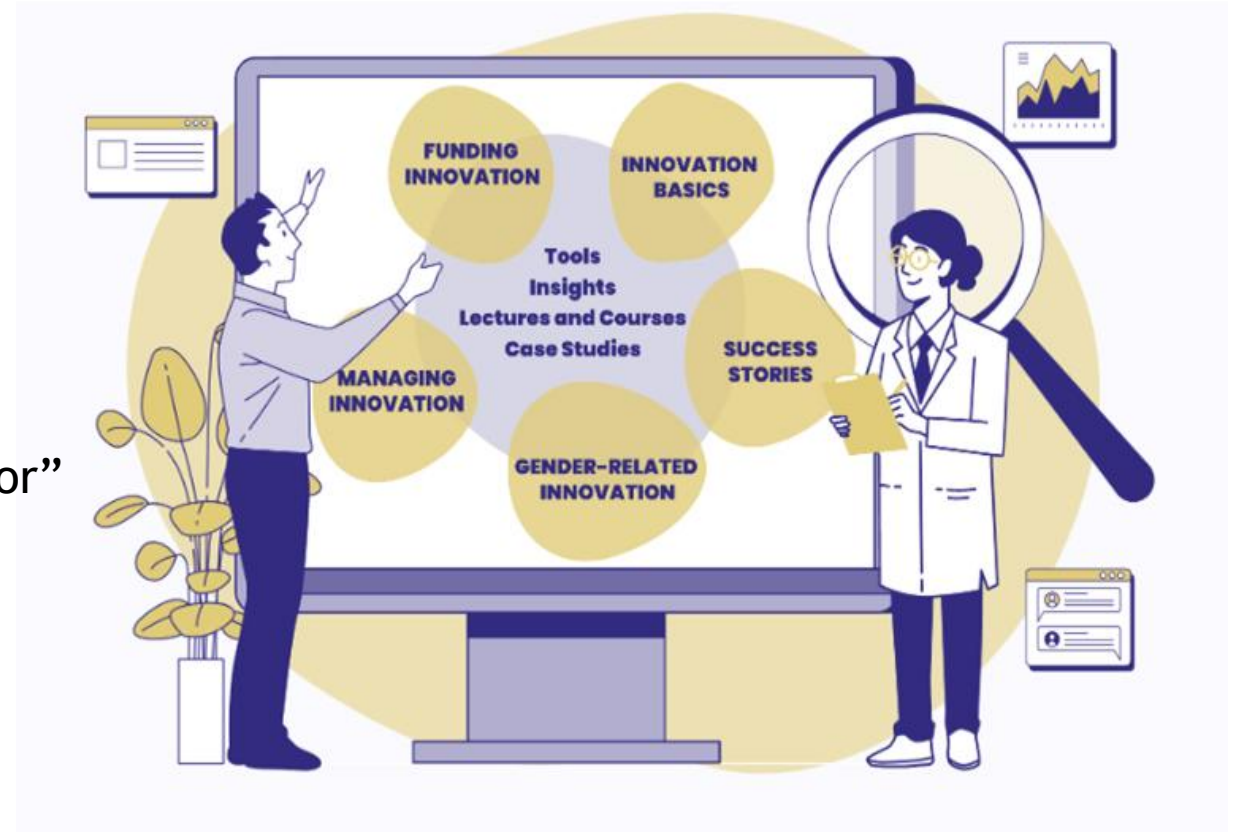 FUNDING
INNOVATION
INNOVATION
BASICS
Tools
Insights
Lectures and Courses
Case Studies
SUCCESS
STORIES
MANAGING
INNOVATION
GENDER-RELATED
INNOVATION
or”